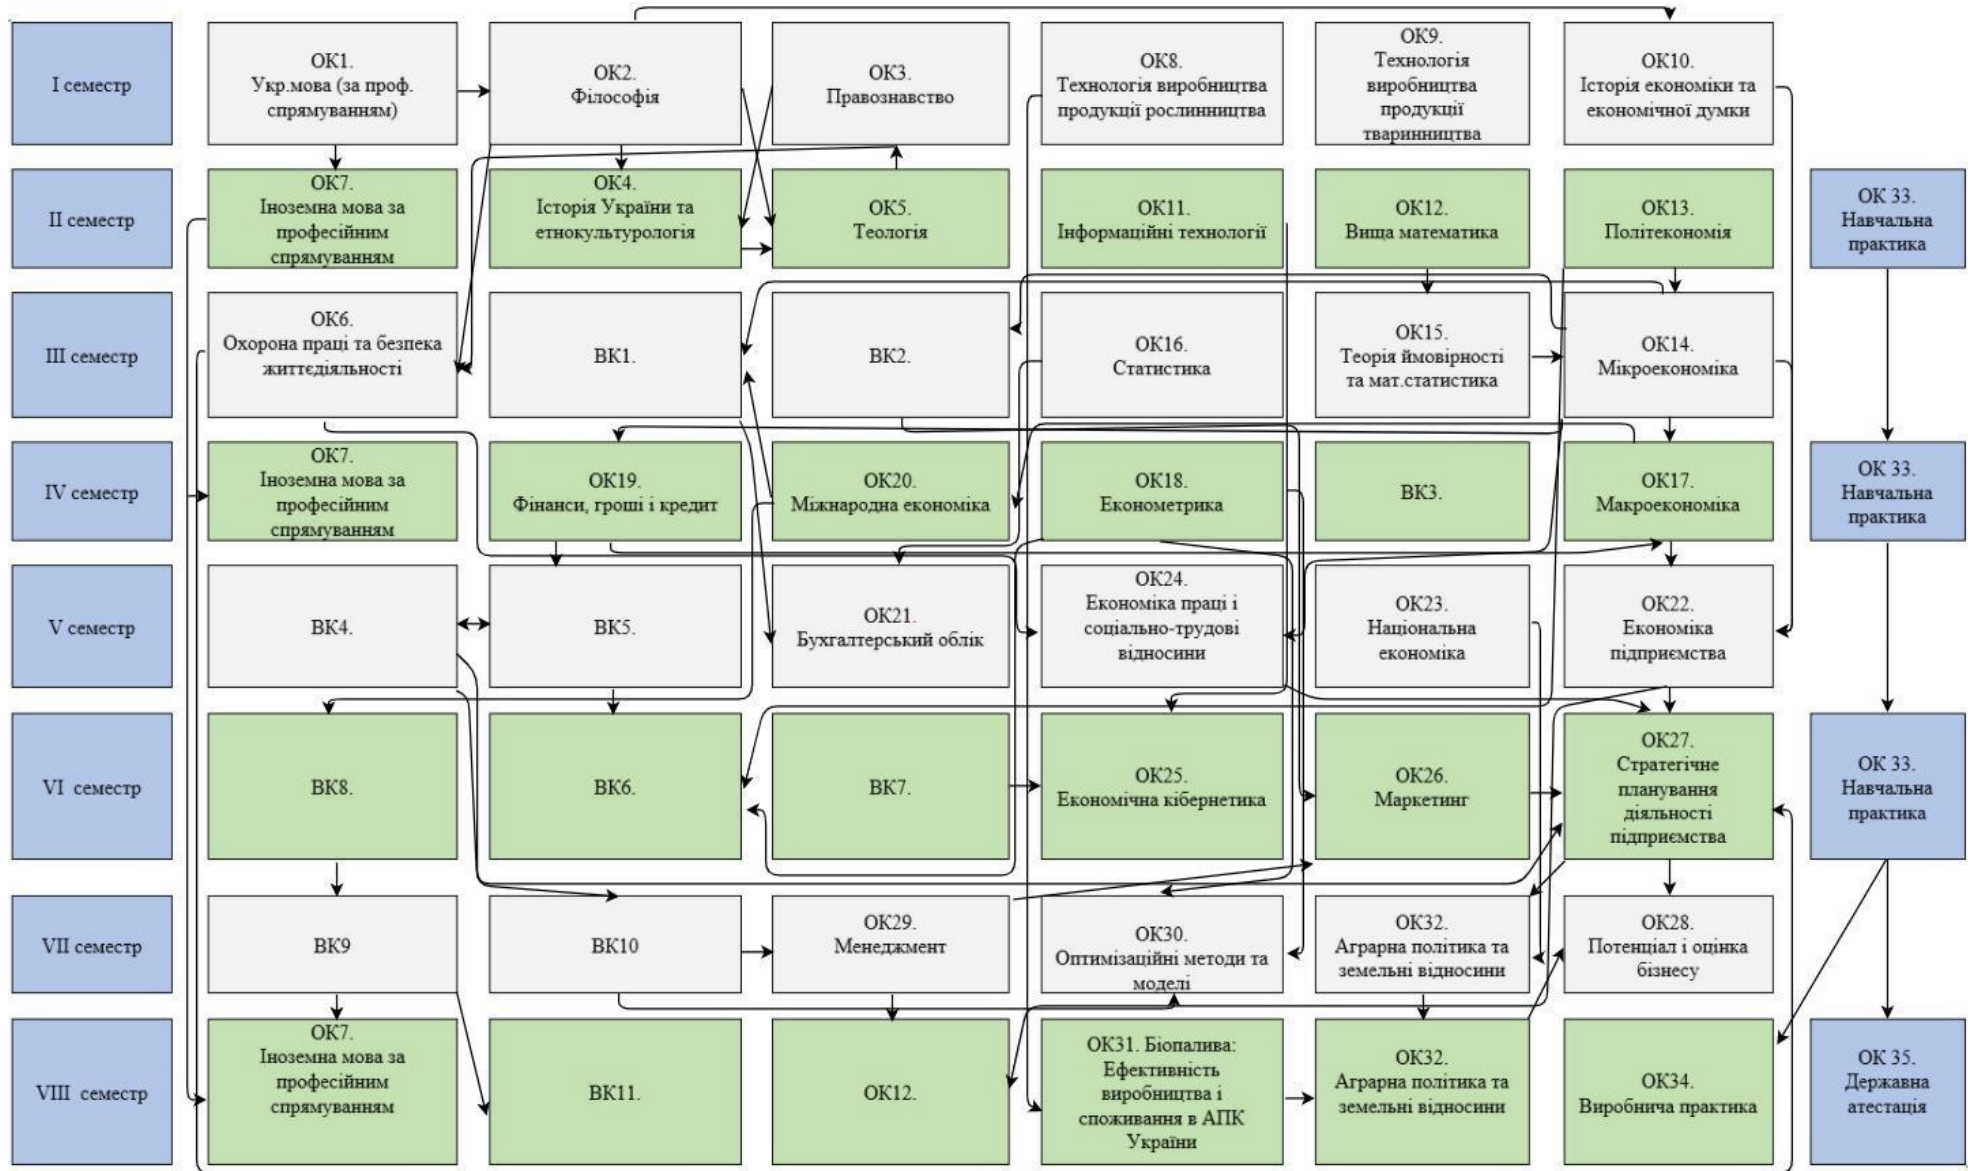 I семестр
ОК1.
Укр.мова (за проф.
спрямуванням)
ОК2.
Філософія
ОК3.
Правознавство
ОК8.
Технологія виробництва
продукції рослинництва
ОК9.
Технологія
виробництва
продукції
тваринництва
ОК10.
Історія економіки та
економічної думки
II семестр
ОК7.
Іноземна мова за
професійним
спрямуванням
ОК4.
Історія України та
етнокультурологія
ОК5.
Теологія
ОК11.
Інформаційні технології
ОК12.
Вища математика
ОК13.
Політекономія
ОК 33.
Навчальна
практика
III семестр
ОК6.
Охорона праці та безпека
життєдіяльності
ВК1.
ВК2.
ОК16.
Статистика
ОК15.
Теорія ймовірності
та мат.статистика
ОК14.
Мікроекономіка
IV семестр
ОК7.
Іноземна мова за
професійним
спрямуванням
ОК19.
Фінанси, гроші і кредит
ОК20.
Міжнародна економіка
ОК18.
Економетрика
ВК3.
ОК17.
Макроекономіка
ОК 33.
Навчальна
практика
V семестр
ВК4.
ВК5.
ОК21.
Бухгалтерський облік
ОК24.
Економіка праці і
соціально-трудові
відносини
ОК23.
Національна
економіка
ОК22.
Економіка
підприємства
VI семестр
ВК8.
ВК6.
ВК7.
ОК25.
Економічна кібернетика
ОК26.
Маркетинг
ОК27.
Стратегічне
планування
діяльності
підприємства
ОК 33.
Навчальна
практика
VII семестр
ВК9
ВК10
ОК29.
Менеджмент
ОК30.
Оптимізаційні методи та
моделі
ОК32.
Аграрна політика та
земельні відносини
ОК28.
Потенціал і оцінка
бізнесу
VIII семестр
ОК7.
Іноземна мова за
професійним
спрямуванням
ВК11.
ОК12.
ОК31. Біопалива:
Ефективність
виробництва і
споживання в АПК
України
ОК32.
Аграрна політика та
земельні відносини
ОК34.
Виробнича практика
ОК 35.
Державна
атестація